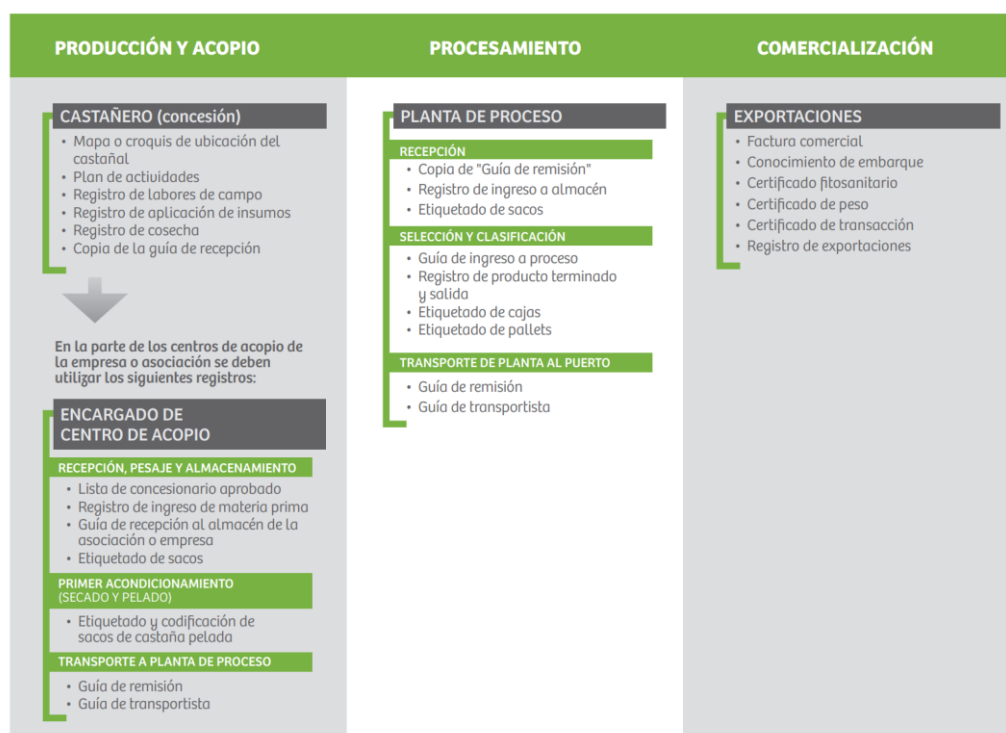 PRODUCCIÓN Y ACOPIO
CASTAÑERO (concesión)
• Mapa o croquis de ubicación del
castañal
• Plan de actividades
• Registro de labores de campo
• Registro de aplicación de insumos
• Registro de cosecha
• Copia de la guía de recepción
En la parte de los centros de acopio de
la empresa o asociación se deben
utilizar los siguientes registros:
ENCARGADO DE
CENTRO DE ACOPIO
RECEPCIÓN, PESAJE Y ALMACENAMIENTO
• Lista de concesionario aprobado
• Registro de ingreso de materia prima
• Guía de recepción al almacén de la
asociación o empresa
• Etiquetado de sacos
PRIMER ACONDICIONAMIENTO
(SECADO Y PELADO)
• Etiquetado y codificación de
sacos de castaña pelada
TRANSPORTE A PLANTA DE PROCESO
• Guía de remisión
• Guía de transportista
PROCESAMIENTO
PLANTA DE PROCESO
RECEPCIÓN
• Copia de "Guía de remisión"
• Registro de ingreso a almacén
• Etiquetado de sacos
SELECCIÓN Y CLASIFICACIÓN
• Guía de ingreso a proceso
• Registro de producto terminado
y salida
• Etiquetado de cajas
• Etiquetado de pallets
TRANSPORTE DE PLANTA AL PUERTO
• Guía de remisión
• Guía de transportista
COMERCIALIZACIÓN
EXPORTACIONES
• Factura comercial
• Conocimiento de embarque
• Certificado fitosanitario
• Certificado de peso
• Certificado de transacción
• Registro de exportaciones